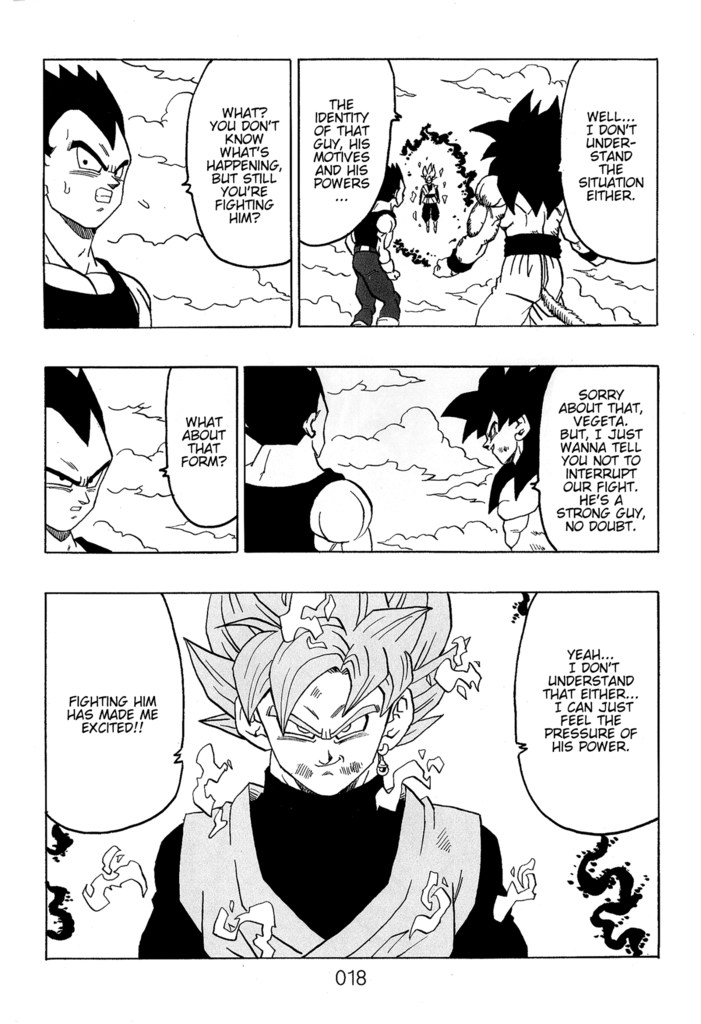 WELL...
I DON'T
UNDER-
STAND
THE
SITUATION
EITHER.
THE
IDENTITY
OF THAT
GUY, HIS
MOTIVES
AND HIS
POWERS
...
WHAT?
YOU DON'T
KNOW
WHAT'S
HAPPENING,
BUT STILL
YOU'RE
FIGHTING
HIM?
SORRY
ABOUT THAT,
VEGETA.
BUT, I JUST
WANNA TELL
YOU NOT TO
INTERRUPT
OUR FIGHT.
HE'S A
STRONG GUY,
NO DOUBT.
WHAT
ABOUT
THAT
FORM?
YEAH...
I DON'T
UNDERSTAND
THAT EITHER...
I CAN JUST
FEEL THE
PRESSURE OF
HIS POWER.
FIGHTING HIM
HAS MADE ME
EXCITED!!
018